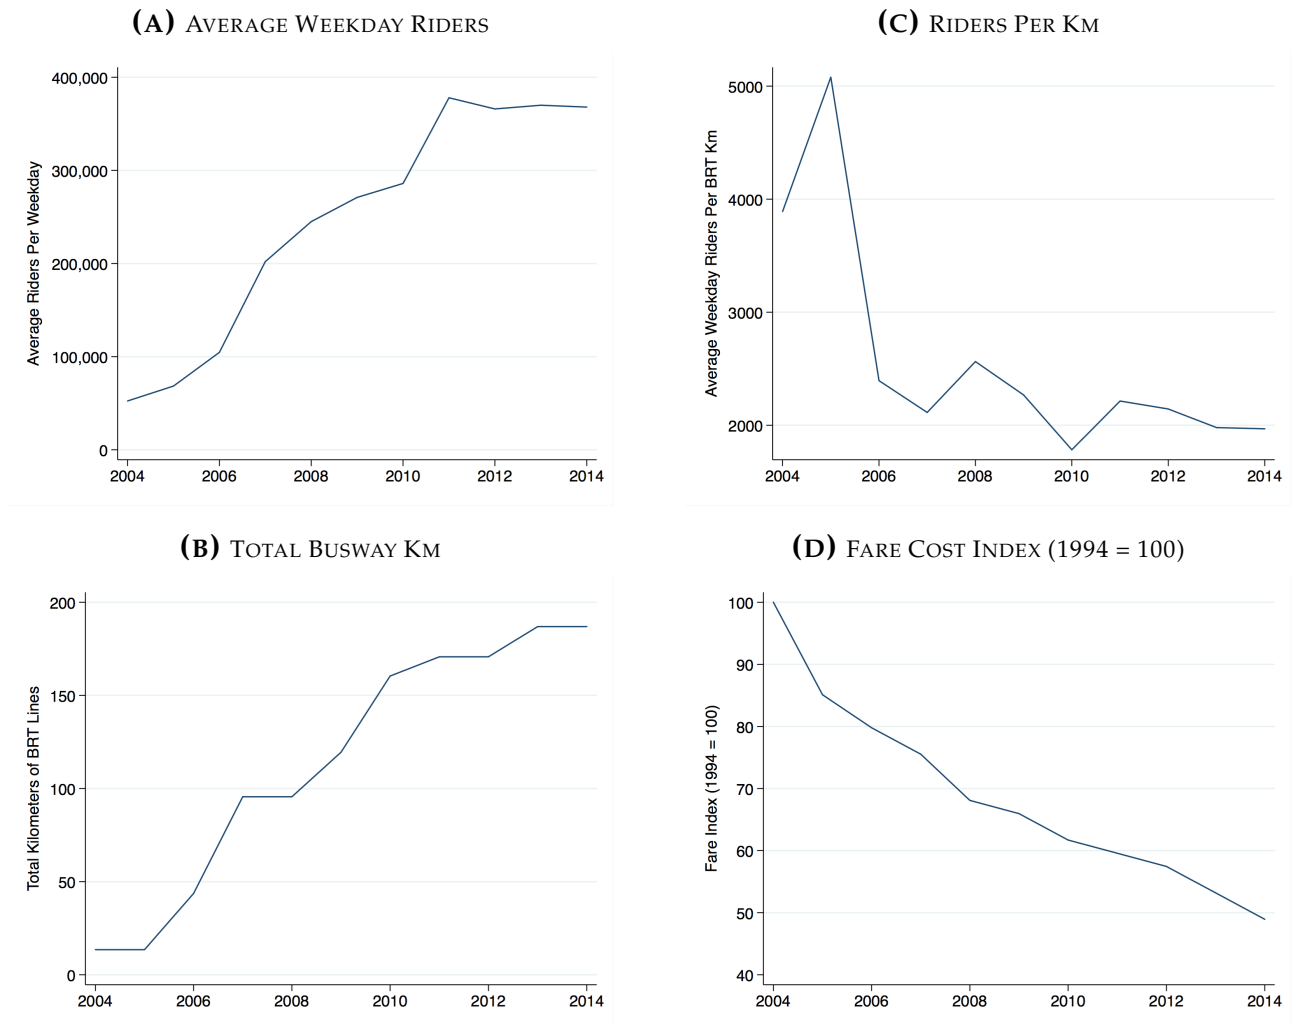 (A) AVERAGE WEEKDAY RIDERS
400,000
300,000
200,000
100,000
0
Average Riders Per Weekday
2004 2006 2008 2010 2012 2014
(C) RIDERS PER KM
5000
4000
3000
2000
Average Weekday Riders Per BRT Km
2004 2006 2008 2010 2012 2014
(B) TOTAL BUSWAY KM
200
150
100
50
0
Total Kilometers of BRT Lines
2004 2006 2008 2010 2012 2014
(D) FARE COST INDEX (1994 = 100)
100
90
80
70
60
50
40
Fare Index (1994 = 100)
2004 2006 2008 2010 2012 2014